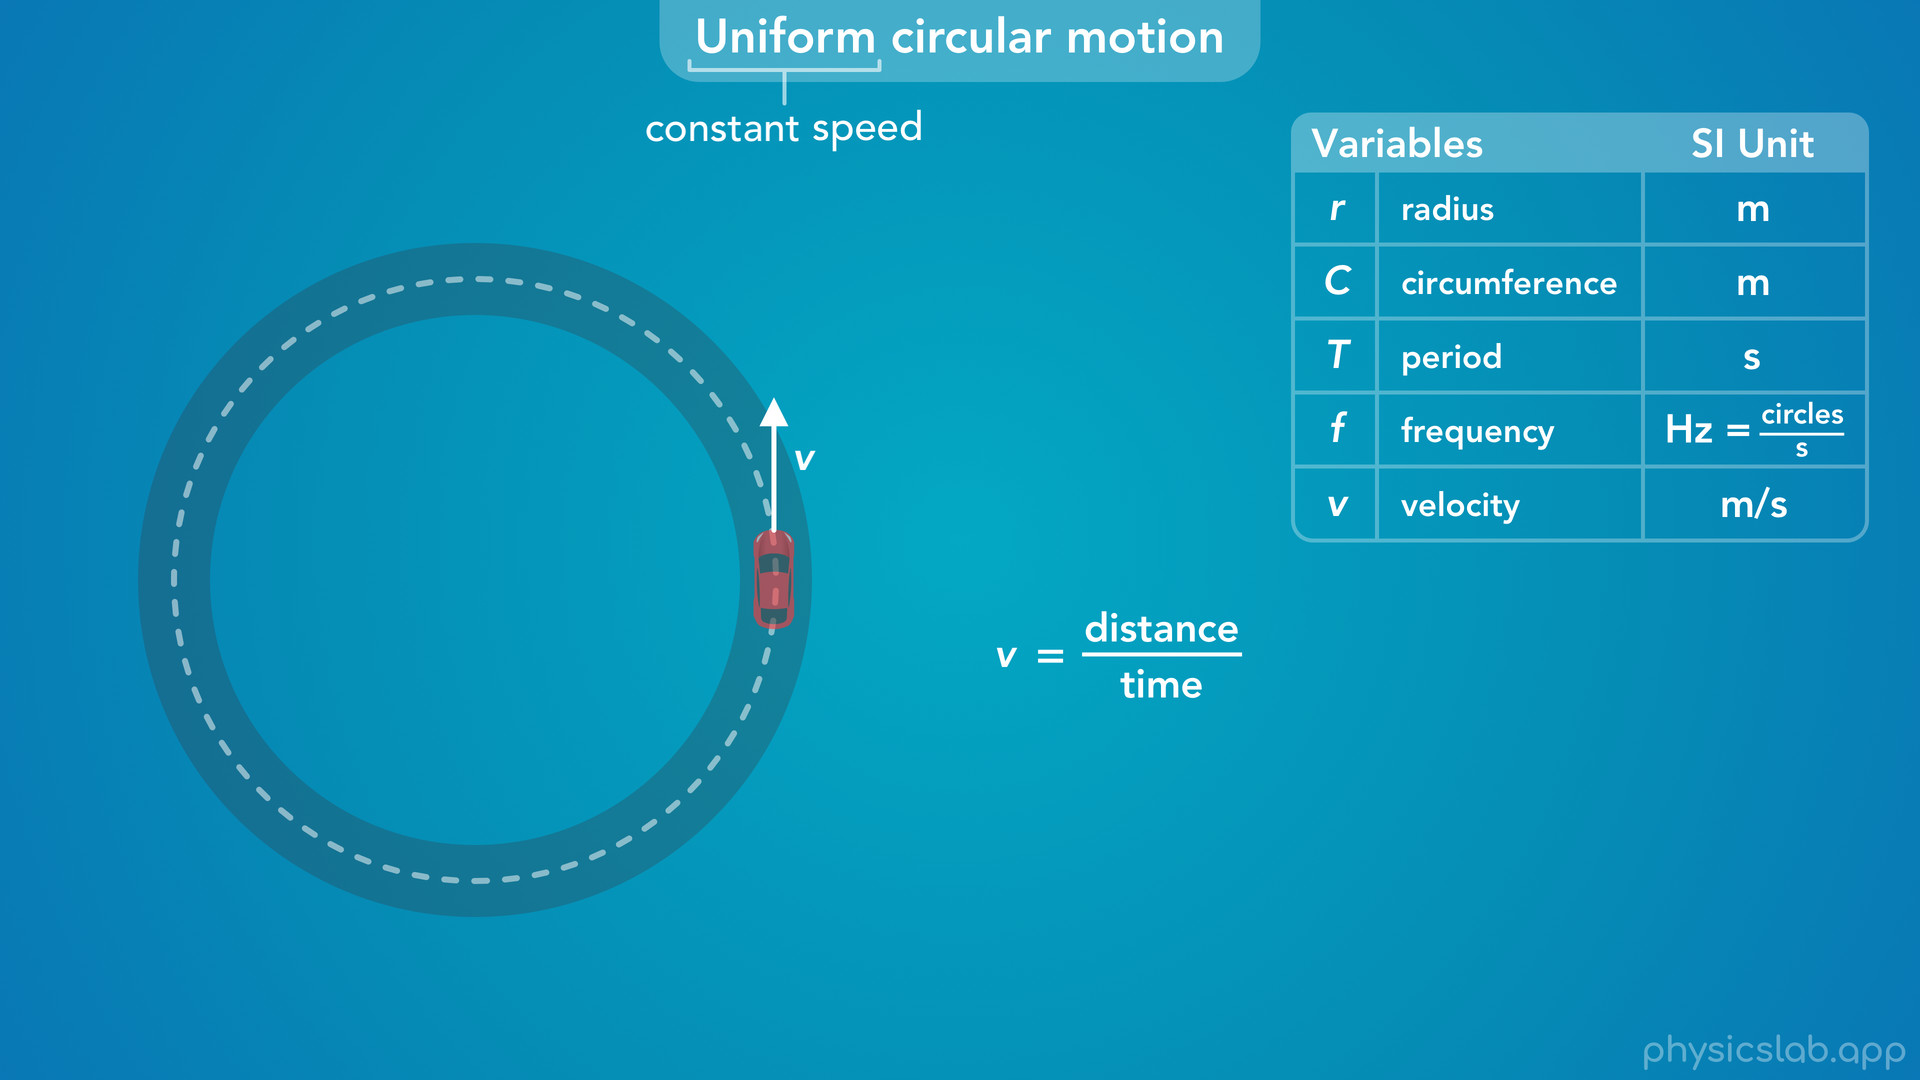 Uniform circular motion
constant speed
Variables SI Unit
r radius m
C circumference m
T period s
f frequency Hz = circles/s
v velocity m/s
v
v = distance/time
physicslab.app